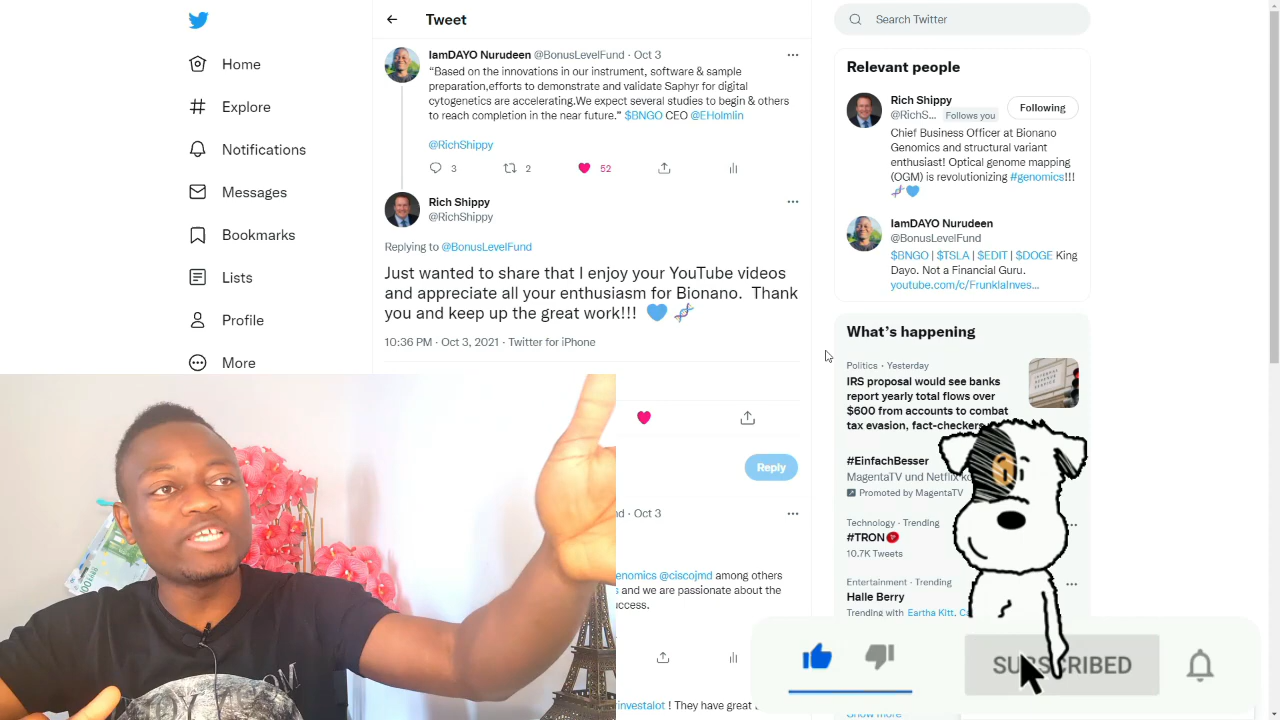 Home
Explore
Notifications
Messages
Bookmarks
Lists
Profile
More
Tweet
IamDAYO Nurudeen @BonusLevelFund · Oct 3
“Based on the innovations in our instrument, software & sample
preparation,efforts to demonstrate and validate Saphyr for digital
cytogenetics are accelerating.We expect several studies to begin & others
to reach completion in the near future.” $BNGO CEO @EHolmlin
@RichShippy
3 2 52
Rich Shippy
@RichShippy
Replying to @BonusLevelFund
Just wanted to share that I enjoy your YouTube videos
and appreciate all your enthusiasm for Bionano. Thank
you and keep up the great work!!! 💙 🧬
10:36 PM · Oct 3, 2021 · Twitter for iPhone
Reply
nd · Oct 3
enomics @ciscojmd among others
s and we are passionate about the
uccess.
investalot ! They have great
Search Twitter
Relevant people
Rich Shippy
@RichS... Follows you
Following
Chief Business Officer at Bionano
Genomics and structural variant
enthusiast! Optical genome mapping
(OGM) is revolutionizing #genomics!!!
🧬💙
IamDAYO Nurudeen
@BonusLevelFund
$BNGO | $TSLA | $EDIT | $DOGE King
Dayo. Not a Financial Guru.
youtube.com/c/FrunklaInves...
What’s happening
Politics · Yesterday
IRS proposal would see banks
report yearly total flows over
$600 from accounts to combat
tax evasion, fact-checkers
#EinfachBesser
MagentaTV und Netflix
Promoted by MagentaTV
Technology · Trending
#TRON
10.7K Tweets
Entertainment · Trending
Halle Berry
Trending with Eartha Kitt,
SUBSCRIBED
Show more